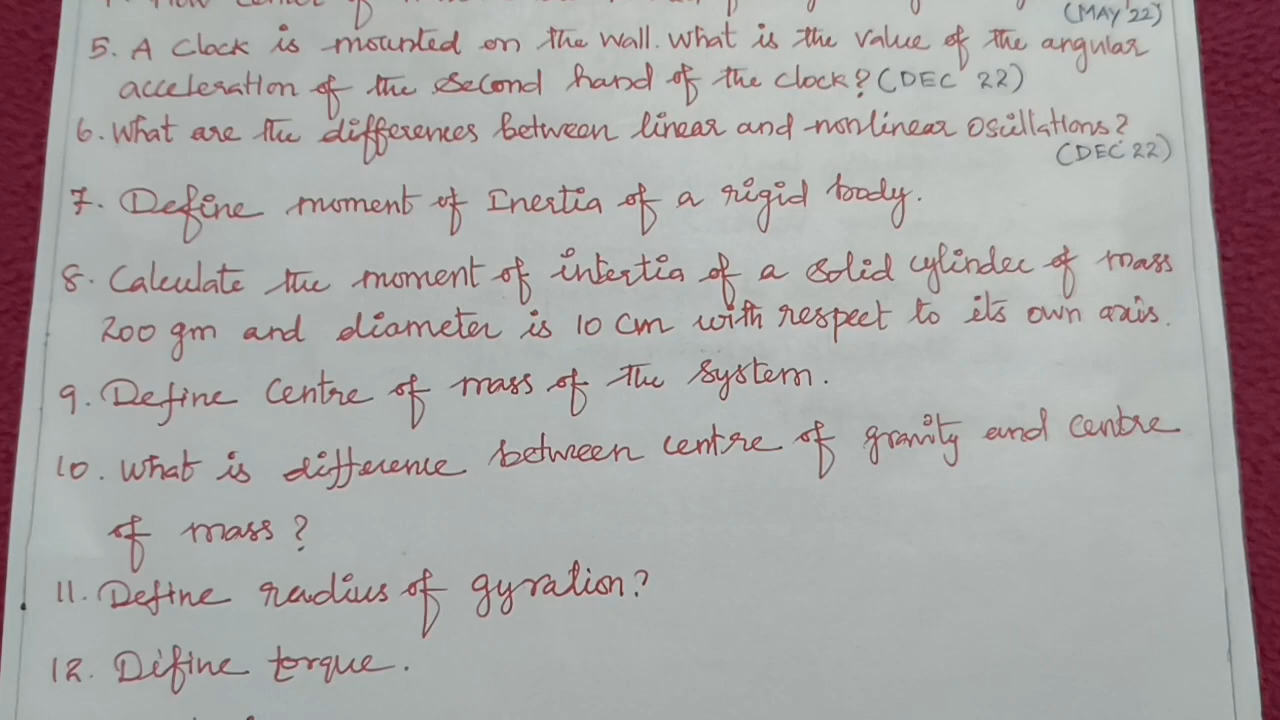 (MAY '22)
5. A clock is mounted on the wall. What is the value of the angular
acceleration of the second hand of the clock? (DEC' 22)
6. What are the differences between linear and nonlinear oscillations?
(DEC 22)
7. Define moment of Inertia of a rigid body.
8. Calculate the moment of intertia of a solid cylinder of mass
200 gm and diameter is 10 cm with respect to its own axis.
9. Define Centre of mass of the system.
10. What is difference between centre of gravity and centre
of mass?
11. Define radius of gyration?
12. Difine torque.